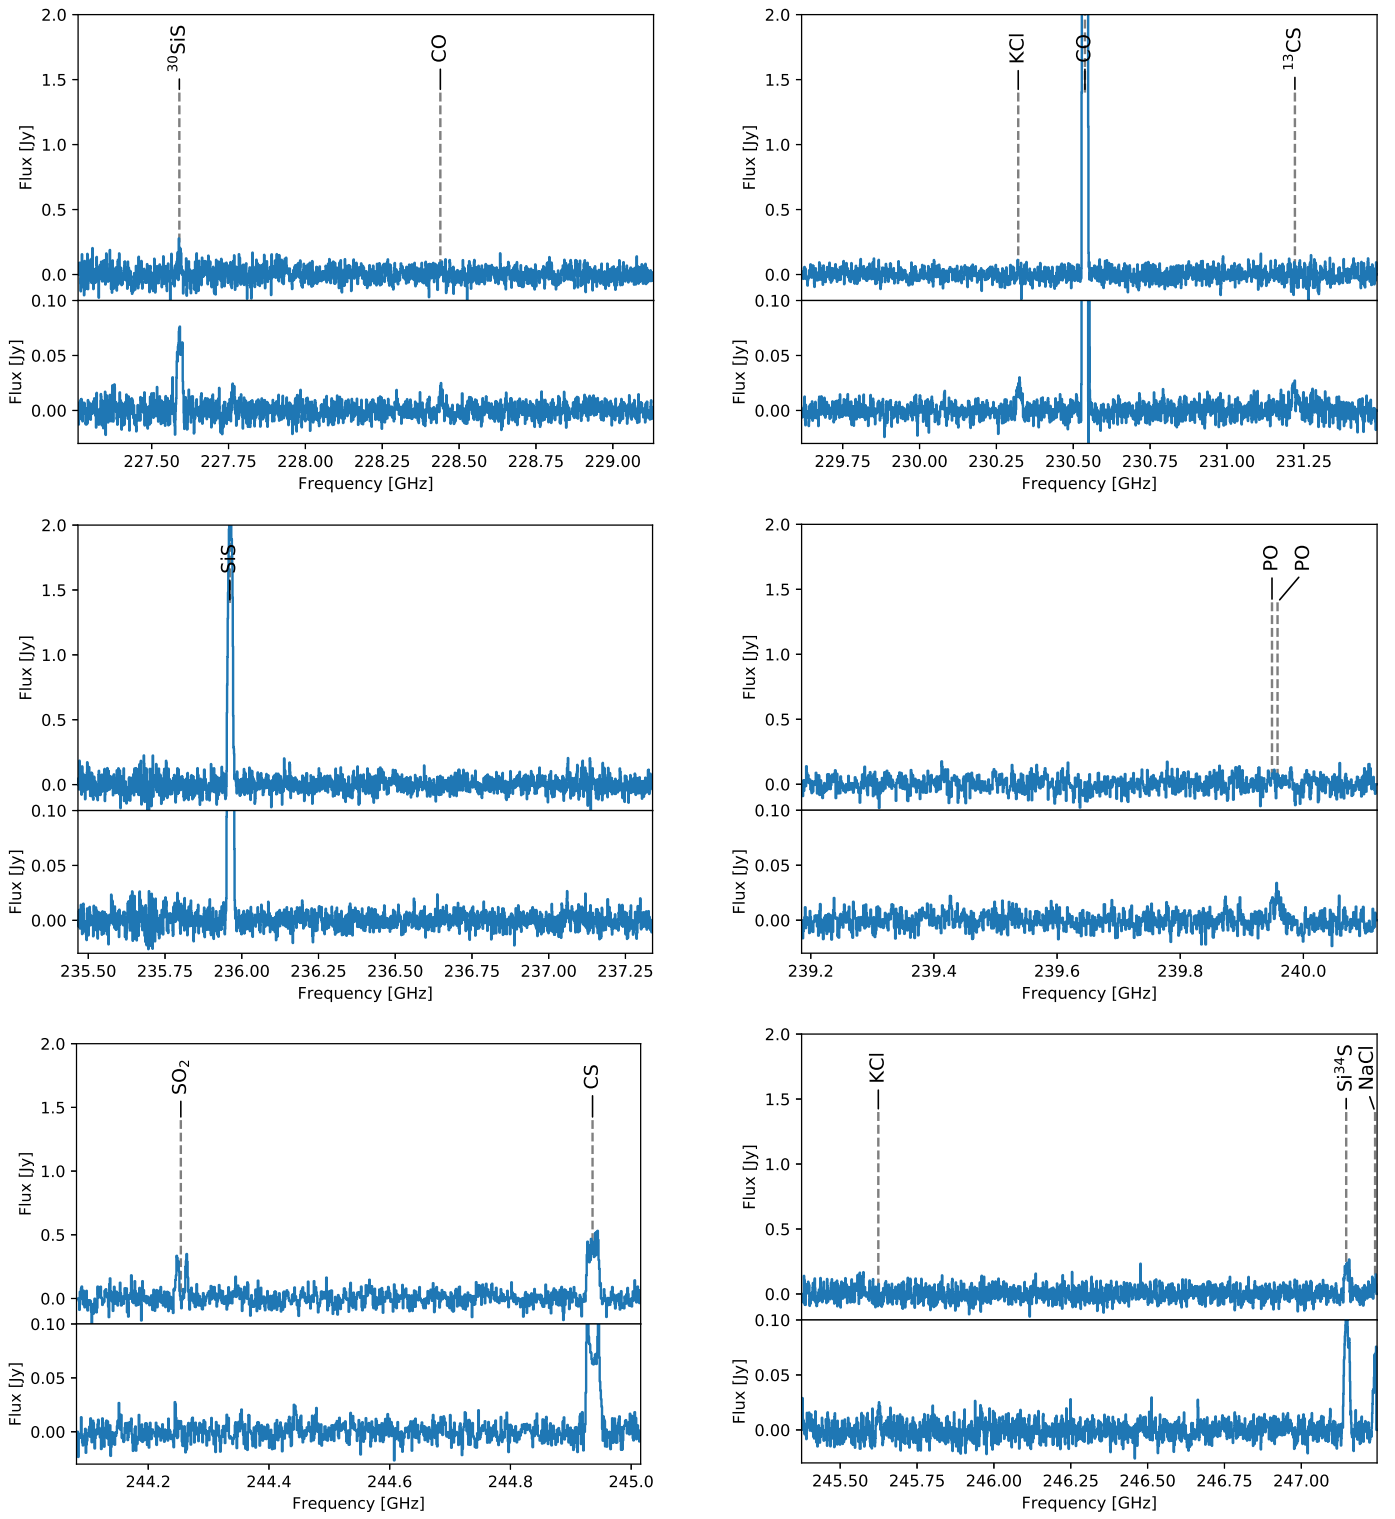 2.0
1.5
1.0
0.5
0.0
Flux [Jy]
³⁰SiS
CO
0.10
0.05
0.00
Flux [Jy]
227.50 227.75 228.00 228.25 228.50 228.75 229.00
Frequency [GHz]
2.0
1.5
1.0
0.5
0.0
Flux [Jy]
KCl
CO
¹³CS
0.10
0.05
0.00
Flux [Jy]
229.75 230.00 230.25 230.50 230.75 231.00 231.25
Frequency [GHz]
2.0
1.5
1.0
0.5
0.0
Flux [Jy]
SiS
0.10
0.05
0.00
Flux [Jy]
235.50 235.75 236.00 236.25 236.50 236.75 237.00 237.25
Frequency [GHz]
2.0
1.5
1.0
0.5
0.0
Flux [Jy]
PO
PO
0.10
0.05
0.00
Flux [Jy]
239.2 239.4 239.6 239.8 240.0
Frequency [GHz]
2.0
1.5
1.0
0.5
0.0
Flux [Jy]
SO₂
CS
0.10
0.05
0.00
Flux [Jy]
244.2 244.4 244.6 244.8 245.0
Frequency [GHz]
2.0
1.5
1.0
0.5
0.0
Flux [Jy]
KCl
Si³⁴S
NaCl
0.10
0.05
0.00
Flux [Jy]
245.50 245.75 246.00 246.25 246.50 246.75 247.00
Frequency [GHz]